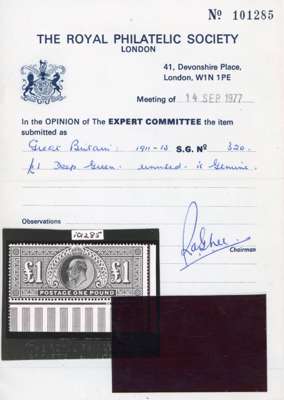 Nº 101285
THE ROYAL PHILATELIC SOCIETY
LONDON
41, Devonshire Place,
London, W1N 1PE
Meeting of 14 SEP 1977
In the OPINION of The EXPERT COMMITTEE the item
submitted as
Great Britain: 1911-13 S.G. Nº 320
£1 Deep Green unused is Genuine.
Observations
Chairman
101285
£1 £1
POSTAGE ONE POUND